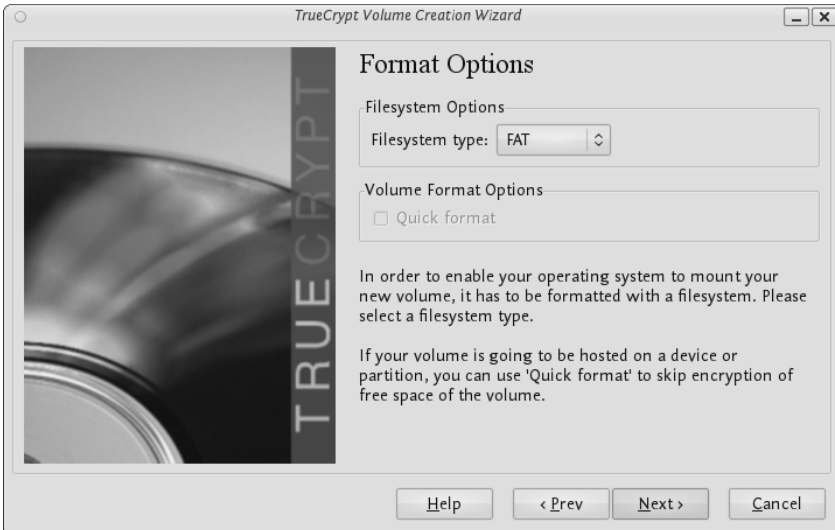 TrueCrypt Volume Creation Wizard
TRUECRYPT
Format Options
Filesystem Options
Filesystem type: FAT
Volume Format Options
Quick format
In order to enable your operating system to mount your
new volume, it has to be formatted with a filesystem. Please
select a filesystem type.
If your volume is going to be hosted on a device or
partition, you can use 'Quick format' to skip encryption of
free space of the volume.
Help
< Prev
Next >
Cancel